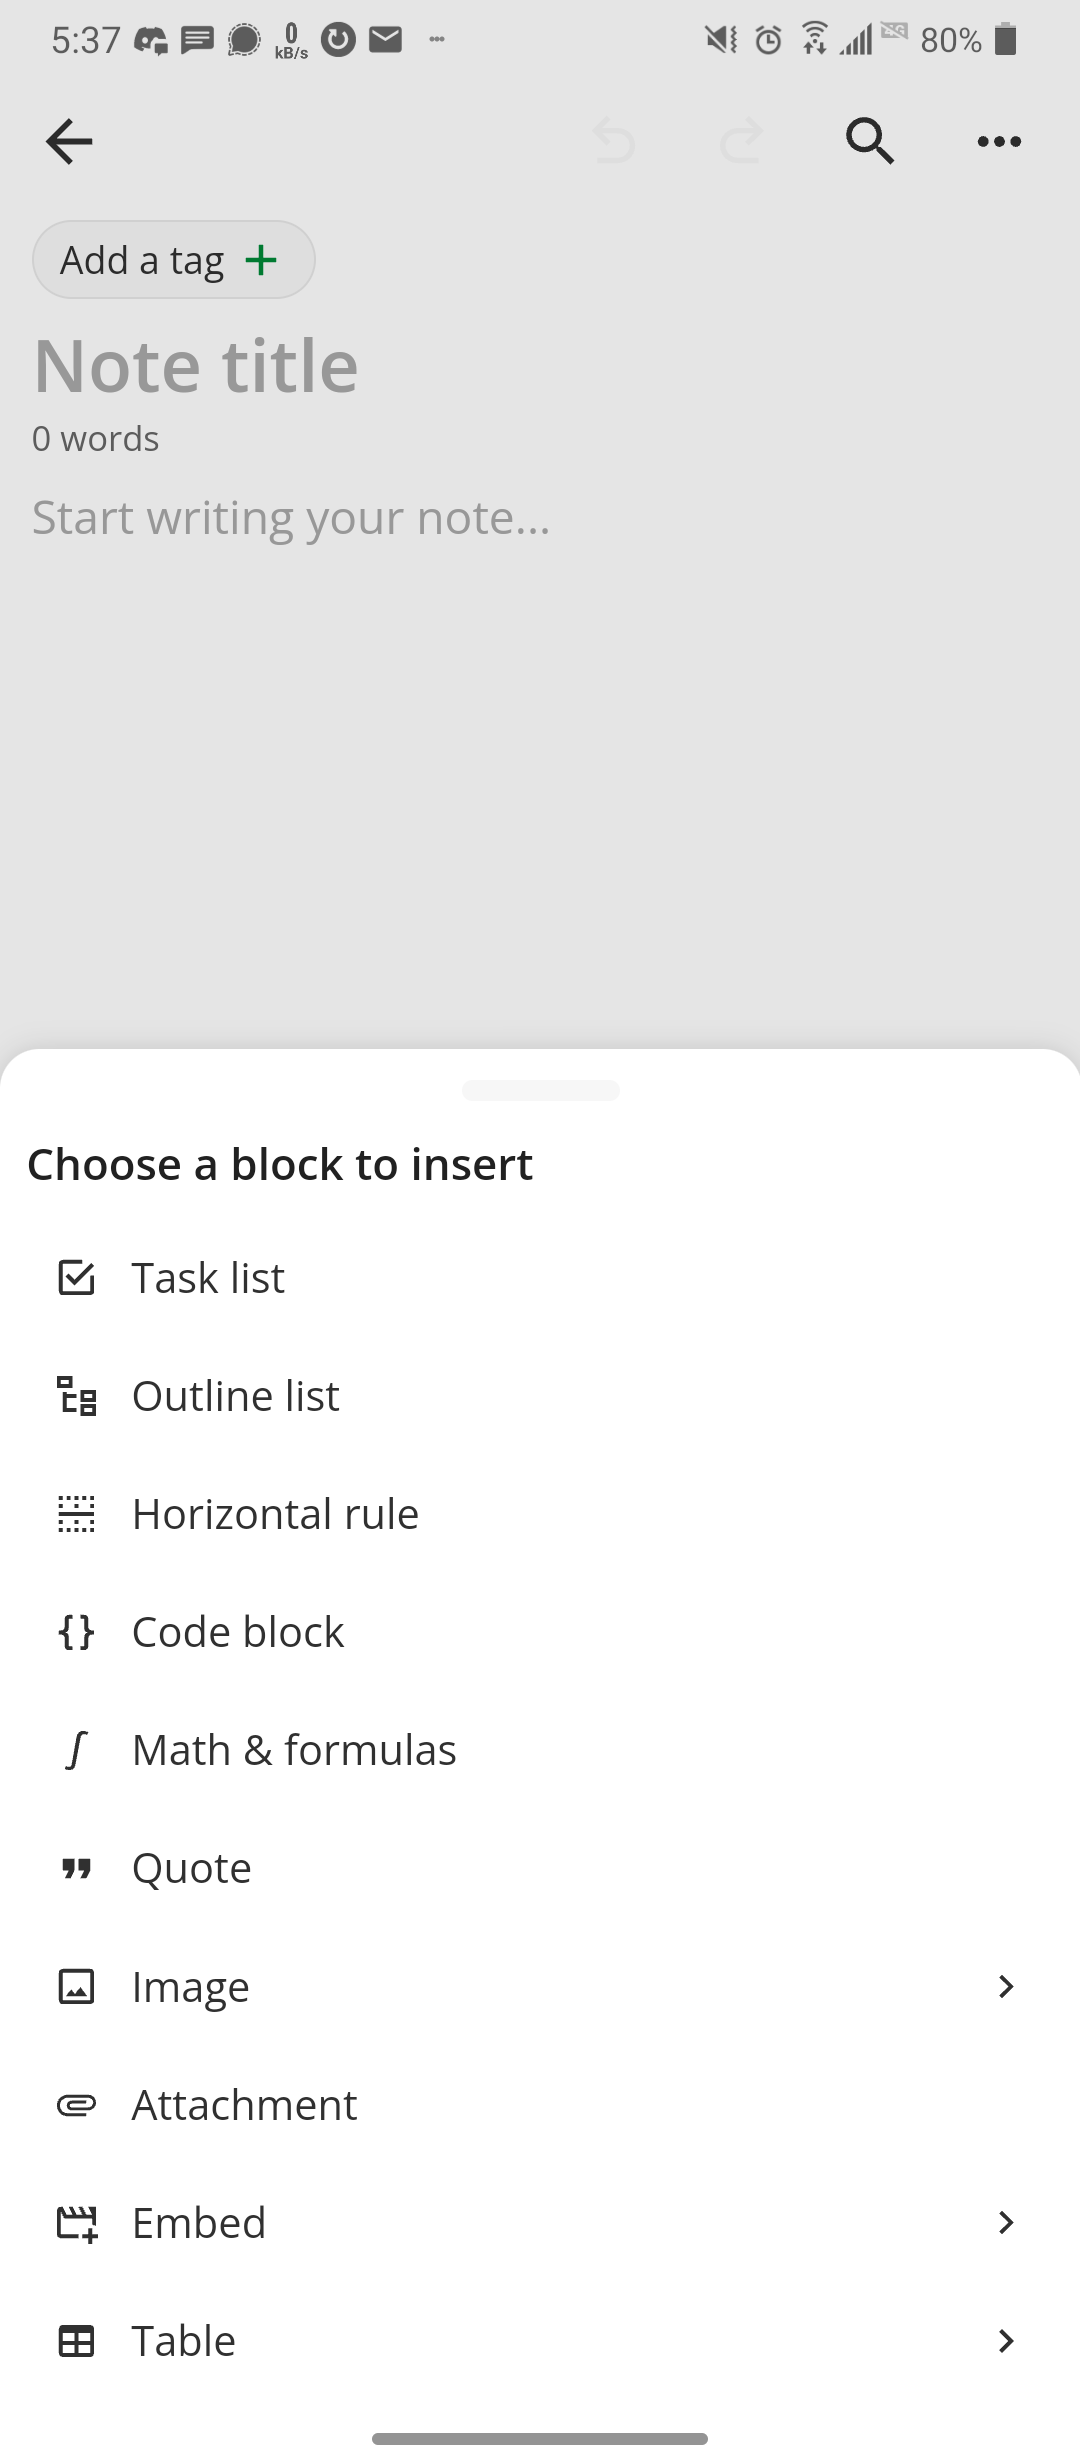 5:37 0 kB/s 4G 80%
Add a tag +
Note title
0 words
Start writing your note...
Choose a block to insert
Task list
Outline list
Horizontal rule
{} Code block
Math & formulas
Quote
Image
Attachment
Embed
Table